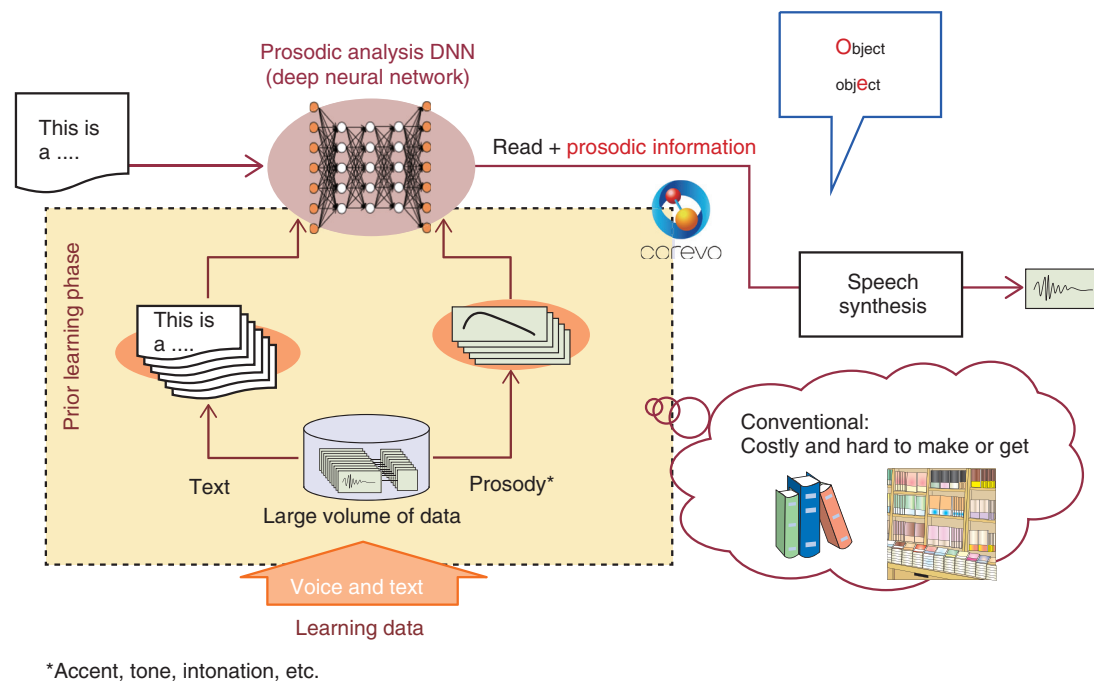 Prosodic analysis DNN
(deep neural network)
Object
object
This is
a ....
Read + prosodic information
corevo
Prior learning phase
This is
a ....
Speech
synthesis
Text
Prosody*
Large volume of data
Conventional:
Costly and hard to make or get
Voice and text
Learning data
*Accent, tone, intonation, etc.